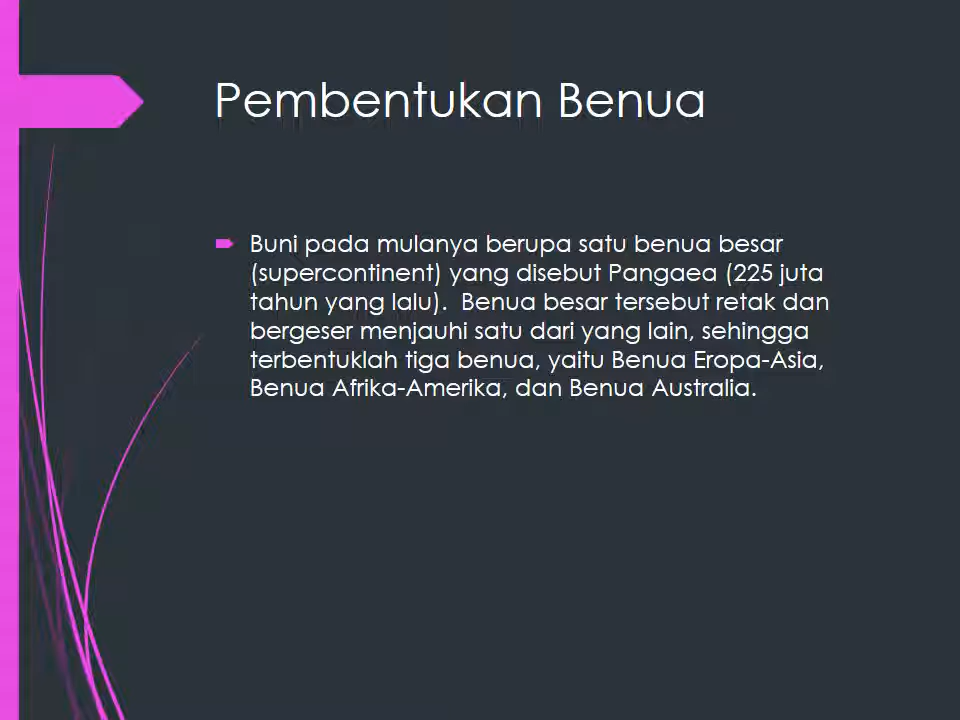 Pembentukan Benua
Buni pada mulanya berupa satu benua besar
(supercontinent) yang disebut Pangaea (225 juta
tahun yang lalu).  Benua besar tersebut retak dan
bergeser menjauhi satu dari yang lain, sehingga
terbentuklah tiga benua, yaitu Benua Eropa-Asia,
Benua Afrika-Amerika, dan Benua Australia.